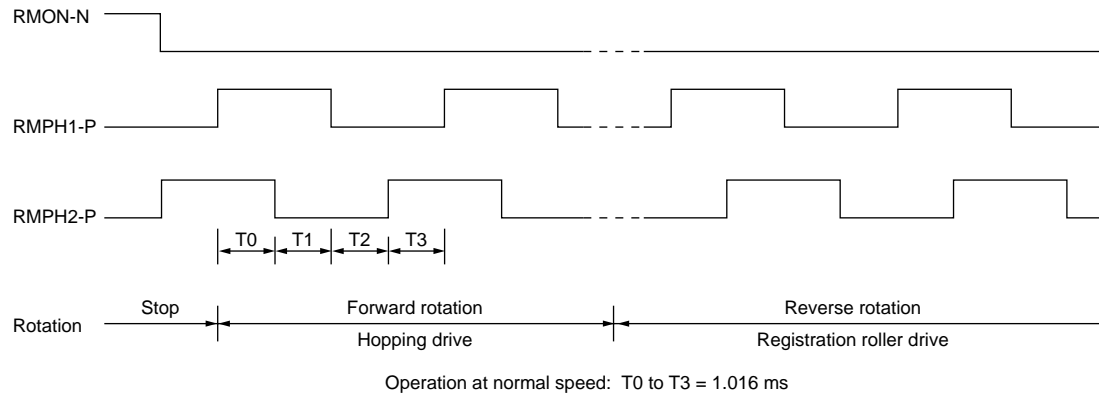 RMON-N
RMPH1-P
RMPH2-P
T0 T1 T2 T3
Stop Forward rotation Reverse rotation
Rotation
Hopping drive Registration roller drive
Operation at normal speed: T0 to T3 = 1.016 ms